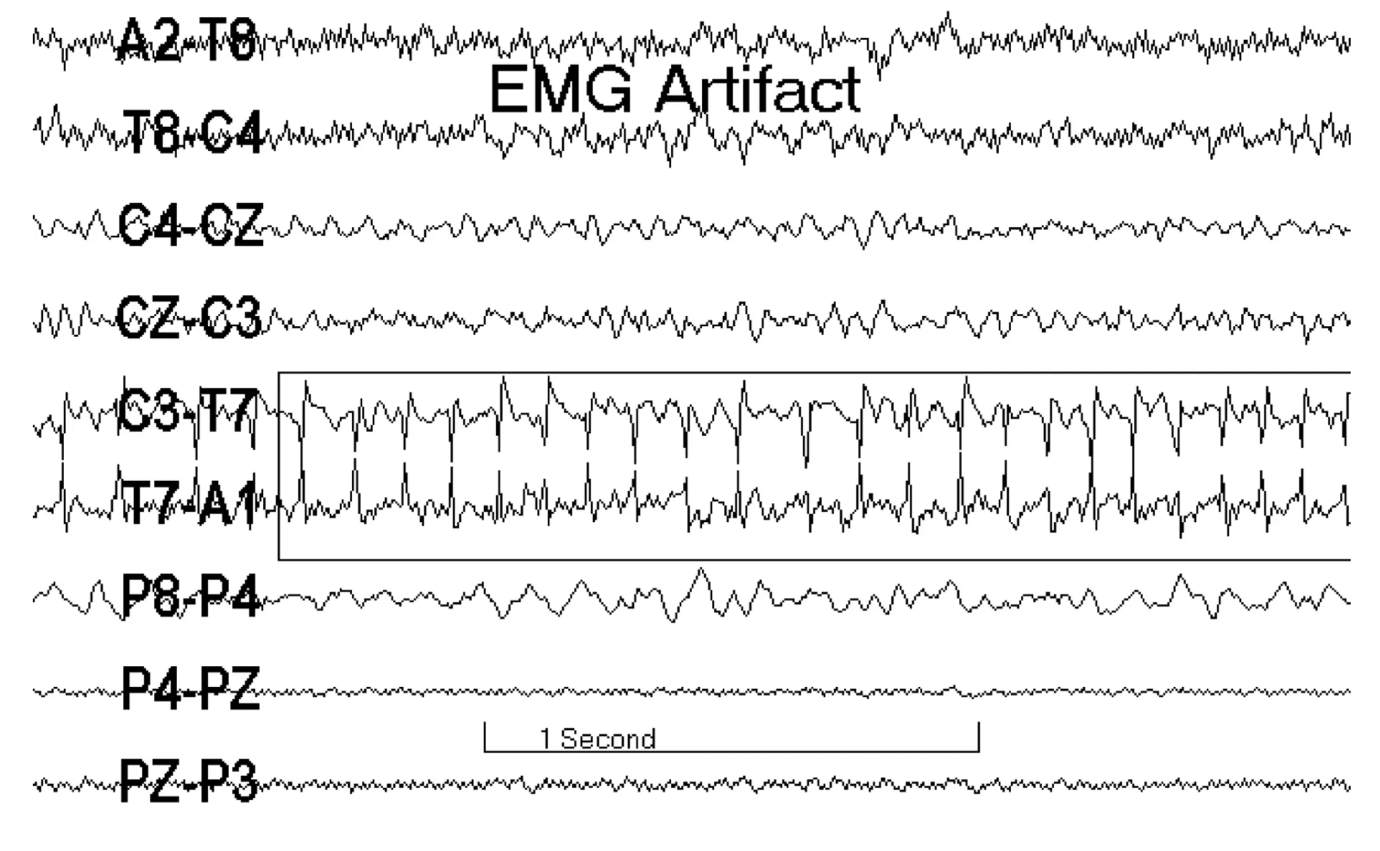 A2-T8
EMG Artifact
T8-C4
C4-CZ
CZ-C3
C3-T7
T7-A1
P8-P4
P4-PZ
1 Second
PZ-P3